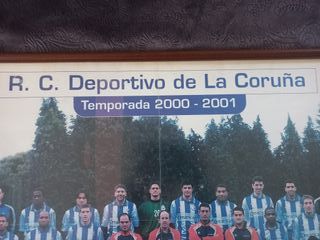 R. C. Deportivo de La Coruña
Temporada 2000 - 2001